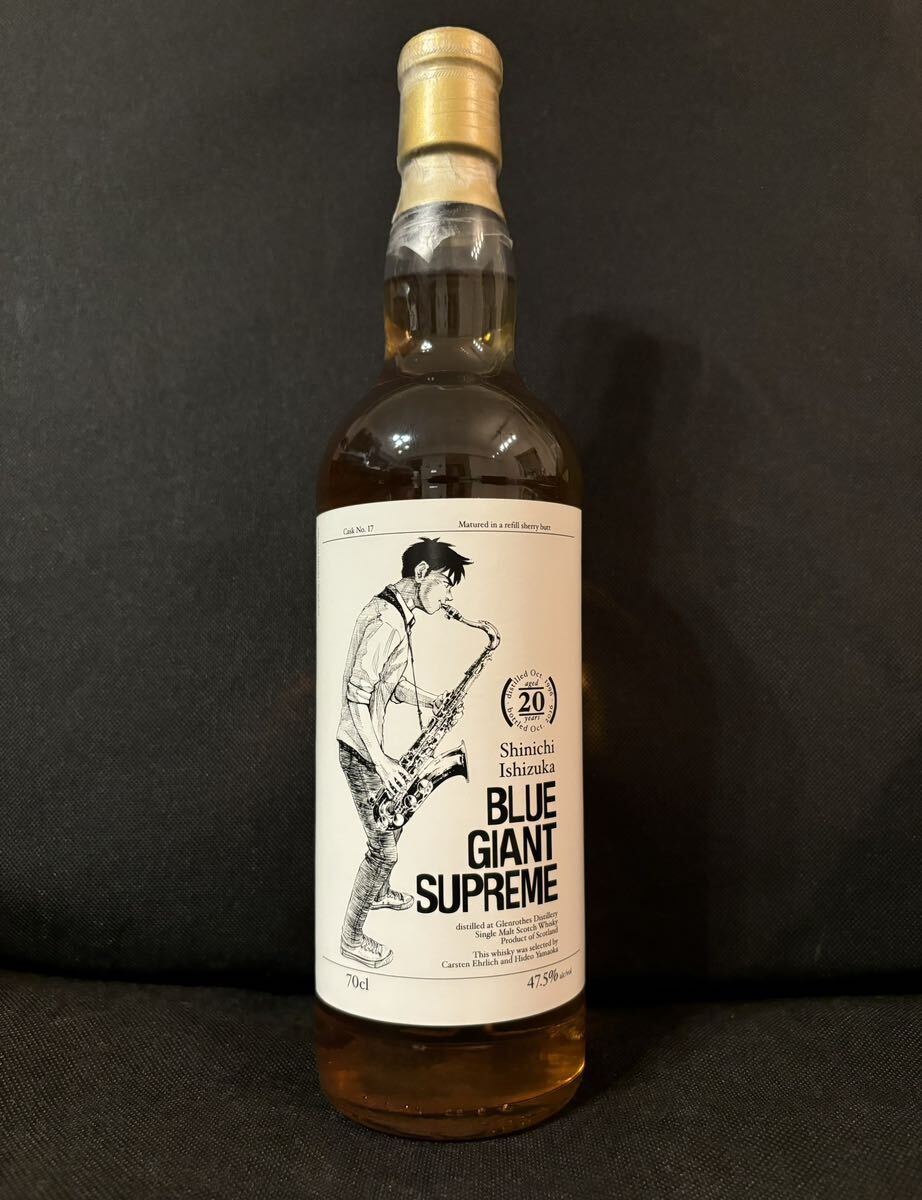 Cask No. 17
Matured in a refill sherry butt
distilled Oct. 1996
aged
20
years
bottled Oct. 2016
Shinichi
Ishizuka
BLUE
GIANT
SUPREME
distilled at Glenrothes Distillery
Single Malt Scotch Whisky
Product of Scotland
This whisky was selected by
Carsten Ehrlich and Hideo Yamaoka
70cl
47.5% alc/vol